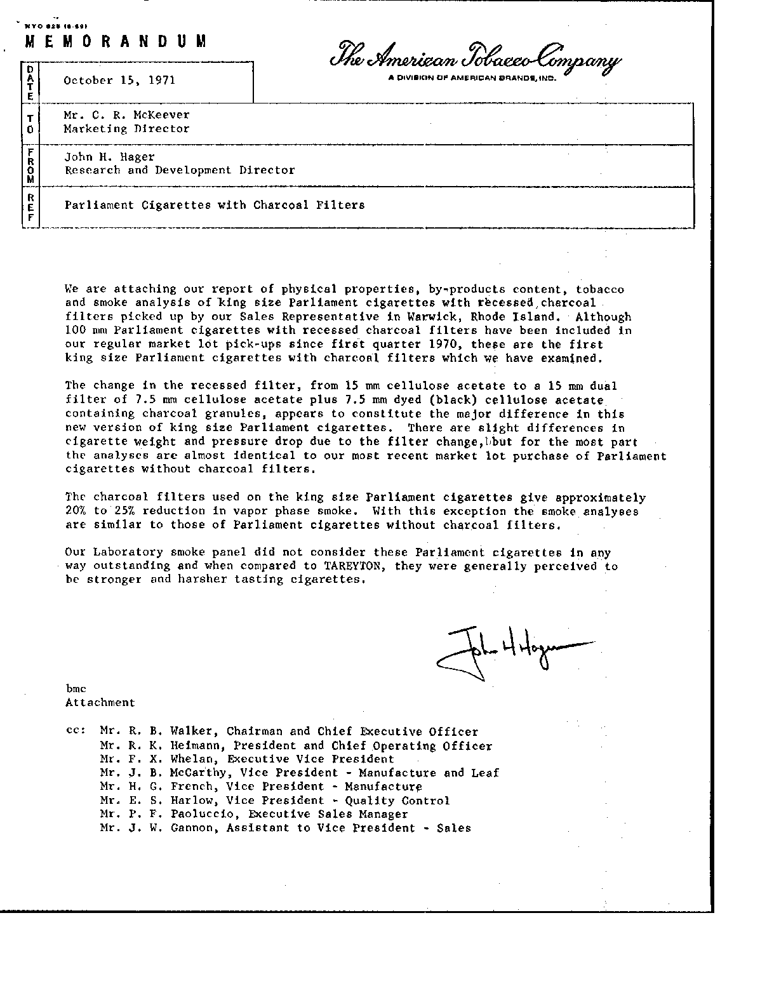 NYO 828 (6-69)
MEMORANDUM
The American Tobacco Company
A DIVISION OF AMERICAN BRANDS, INC.
DATE
October 15, 1971
TO
Mr. C. R. McKeever
Marketing Director
FROM
John H. Hager
Research and Development Director
REF
Parliament Cigarettes with Charcoal Filters
We are attaching our report of physical properties, by-products content, tobacco
and smoke analysis of king size Parliament cigarettes with recessed charcoal
filters picked up by our Sales Representative in Warwick, Rhode Island. Although
100 mm Parliament cigarettes with recessed charcoal filters have been included in
our regular market lot pick-ups since first quarter 1970, these are the first
king size Parliament cigarettes with charcoal filters which we have examined.
The change in the recessed filter, from 15 mm cellulose acetate to a 15 mm dual
filter of 7.5 mm cellulose acetate plus 7.5 mm dyed (black) cellulose acetate
containing charcoal granules, appears to constitute the major difference in this
new version of king size Parliament cigarettes. There are slight differences in
cigarette weight and pressure drop due to the filter change, but for the most part
the analyses are almost identical to our most recent market lot purchase of Parliament
cigarettes without charcoal filters.
The charcoal filters used on the king size Parliament cigarettes give approximately
20% to 25% reduction in vapor phase smoke. With this exception the smoke analyses
are similar to those of Parliament cigarettes without charcoal filters.
Our Laboratory smoke panel did not consider these Parliament cigarettes in any
way outstanding and when compared to TAREYTON, they were generally perceived to
be stronger and harsher tasting cigarettes.
John H Hager
bmc
Attachment
cc: Mr. R. B. Walker, Chairman and Chief Executive Officer
Mr. R. K. Heimann, President and Chief Operating Officer
Mr. F. X. Whelan, Executive Vice President
Mr. J. B. McCarthy, Vice President - Manufacture and Leaf
Mr. H. G. French, Vice President - Manufacture
Mr. E. S. Harlow, Vice President - Quality Control
Mr. P. F. Paoluccio, Executive Sales Manager
Mr. J. W. Gannon, Assistant to Vice President - Sales